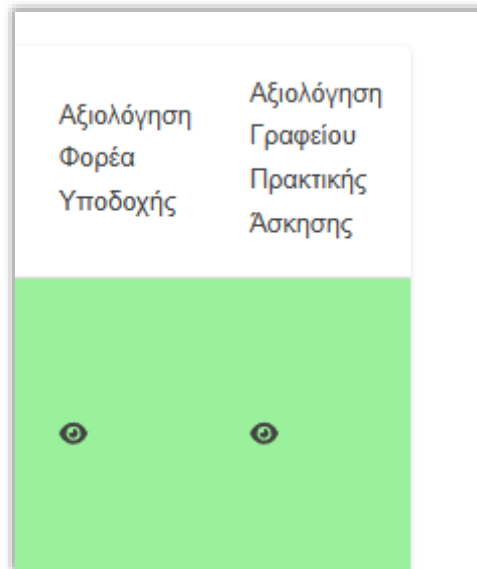 Αξιολόγηση
Φορέα
Υποδοχής
Αξιολόγηση
Γραφείου
Πρακτικής
Άσκησης